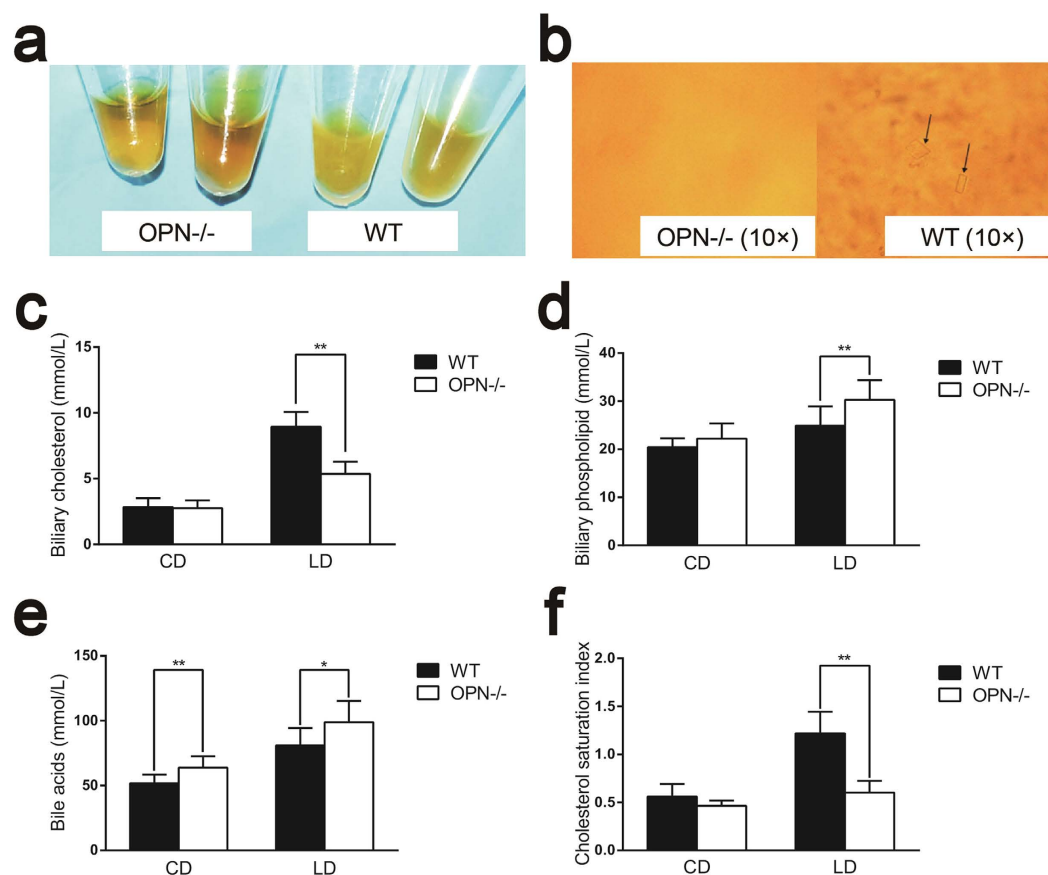 a
OPN-/-
WT
b
OPN-/- (10×)
WT (10×)
c
Biliary cholesterol (mmol/L)
15
10
5
0
CD
LD
**
WT
OPN-/-
d
Biliary phospholipid (mmol/L)
40
30
20
10
0
CD
LD
**
WT
OPN-/-
e
Bile acids (mmol/L)
150
100
50
0
CD
LD
**
*
WT
OPN-/-
f
Cholesterol saturation index
2.0
1.5
1.0
0.5
0.0
CD
LD
**
WT
OPN-/-